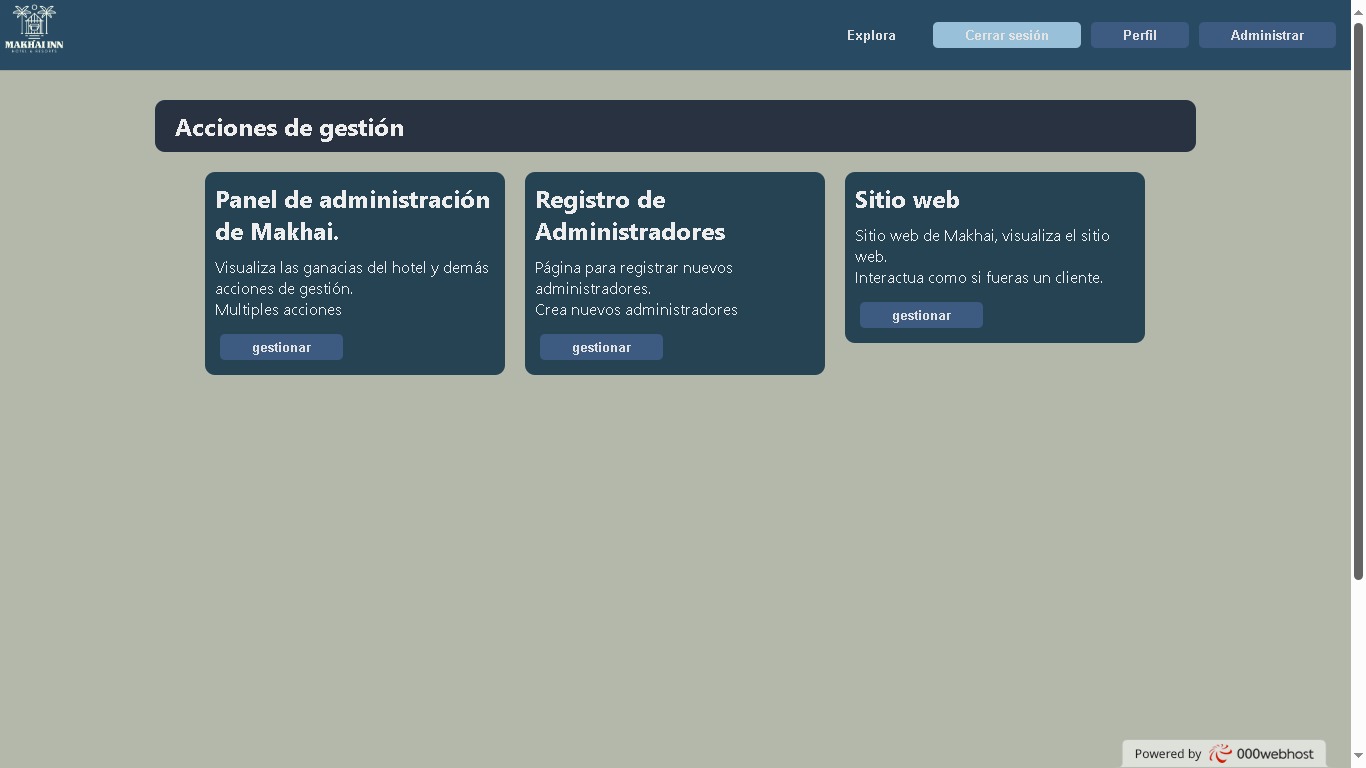 MAKHAI INN
HOTEL & RESORTS
Explora
Cerrar sesión
Perfil
Administrar
Acciones de gestión
Panel de administración
de Makhai.
Visualiza las ganacias del hotel y demás
acciones de gestión.
Multiples acciones
gestionar
Registro de
Administradores
Página para registrar nuevos
administradores.
Crea nuevos administradores
gestionar
Sitio web
Sitio web de Makhai, visualiza el sitio
web.
Interactua como si fueras un cliente.
gestionar
Powered by 000webhost